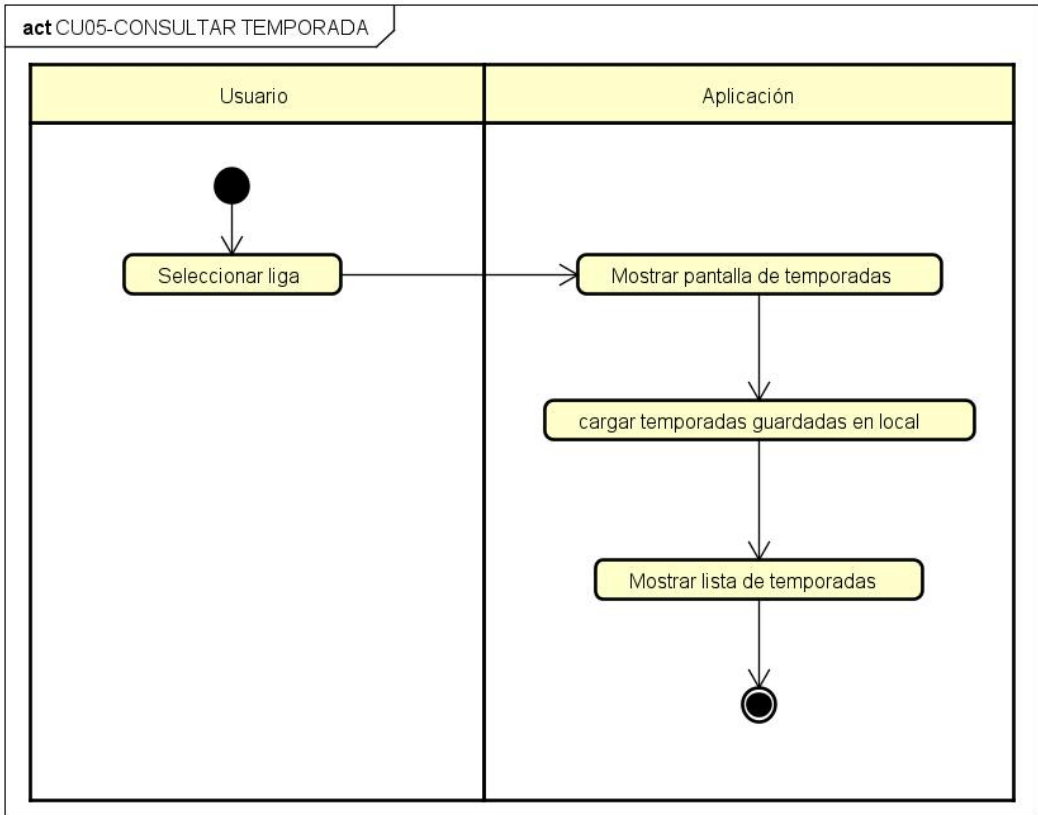 act CU05-CONSULTAR TEMPORADA
Usuario
Aplicación
Seleccionar liga
Mostrar pantalla de temporadas
cargar temporadas guardadas en local
Mostrar lista de temporadas